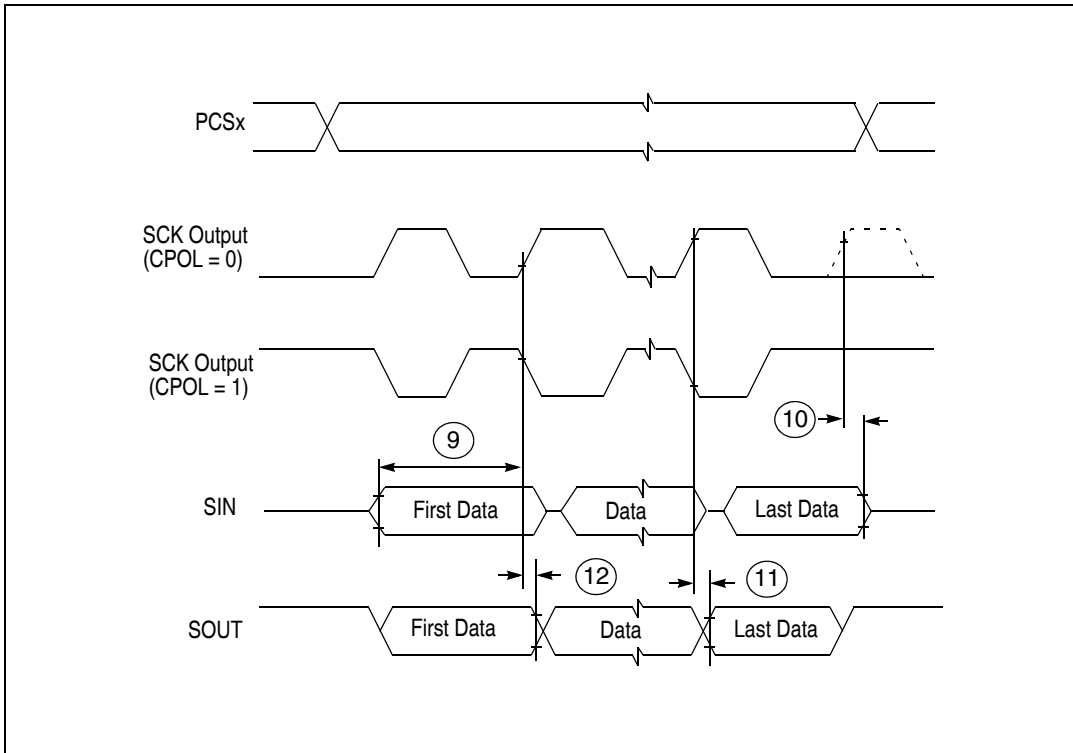 PCSx
SCK Output
(CPOL = 0)
SCK Output
(CPOL = 1)
10
9
SIN
First Data
Data
Last Data
12
11
SOUT
First Data
Data
Last Data